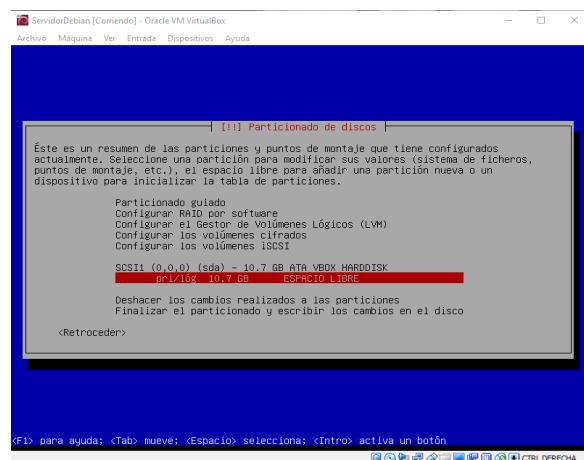 ServidorDebian [Corriendo] - Oracle VM VirtualBox
Archivo Máquina Ver Entrada Dispositivos Ayuda
[!!] Particionado de discos
Éste es un resumen de las particiones y puntos de montaje que tiene configurados
actualmente. Seleccione una partición para modificar sus valores (sistema de ficheros,
puntos de montaje, etc.), el espacio libre para añadir una partición nueva o un
dispositivo para inicializar la tabla de particiones.
Particionado guiado
Configurar RAID por software
Configurar el Gestor de Volúmenes Lógicos (LVM)
Configurar los volúmenes cifrados
Configurar los volúmenes iSCSI
SCSI1 (0,0,0) (sda) - 10.7 GB ATA VBOX HARDDISK
pri/lóg 10.7 GB ESPACIO LIBRE
Deshacer los cambios realizados a las particiones
Finalizar el particionado y escribir los cambios en el disco
<Retroceder>
<F1> para ayuda; <Tab> mueve; <Espacio> selecciona; <Intro> activa un botón
CTRL DERECHA